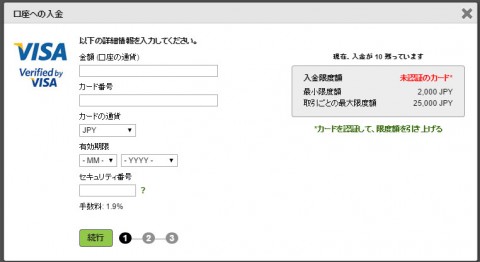 口座への入金
VISA
Verified by
VISA
以下の詳細情報を入力してください。
金額 (口座の通貨)
カード番号
カードの通貨
JPY
有効期限
- MM - - YYYY -
セキュリティ番号
?
手数料: 1.9%
続行 1 2 3
現在、入金が 10 残っています
入金限度額 未認証のカード*
最小限度額 2,000 JPY
取引ごとの最大限度額 25,000 JPY
*カードを認証して、限度額を引き上げる